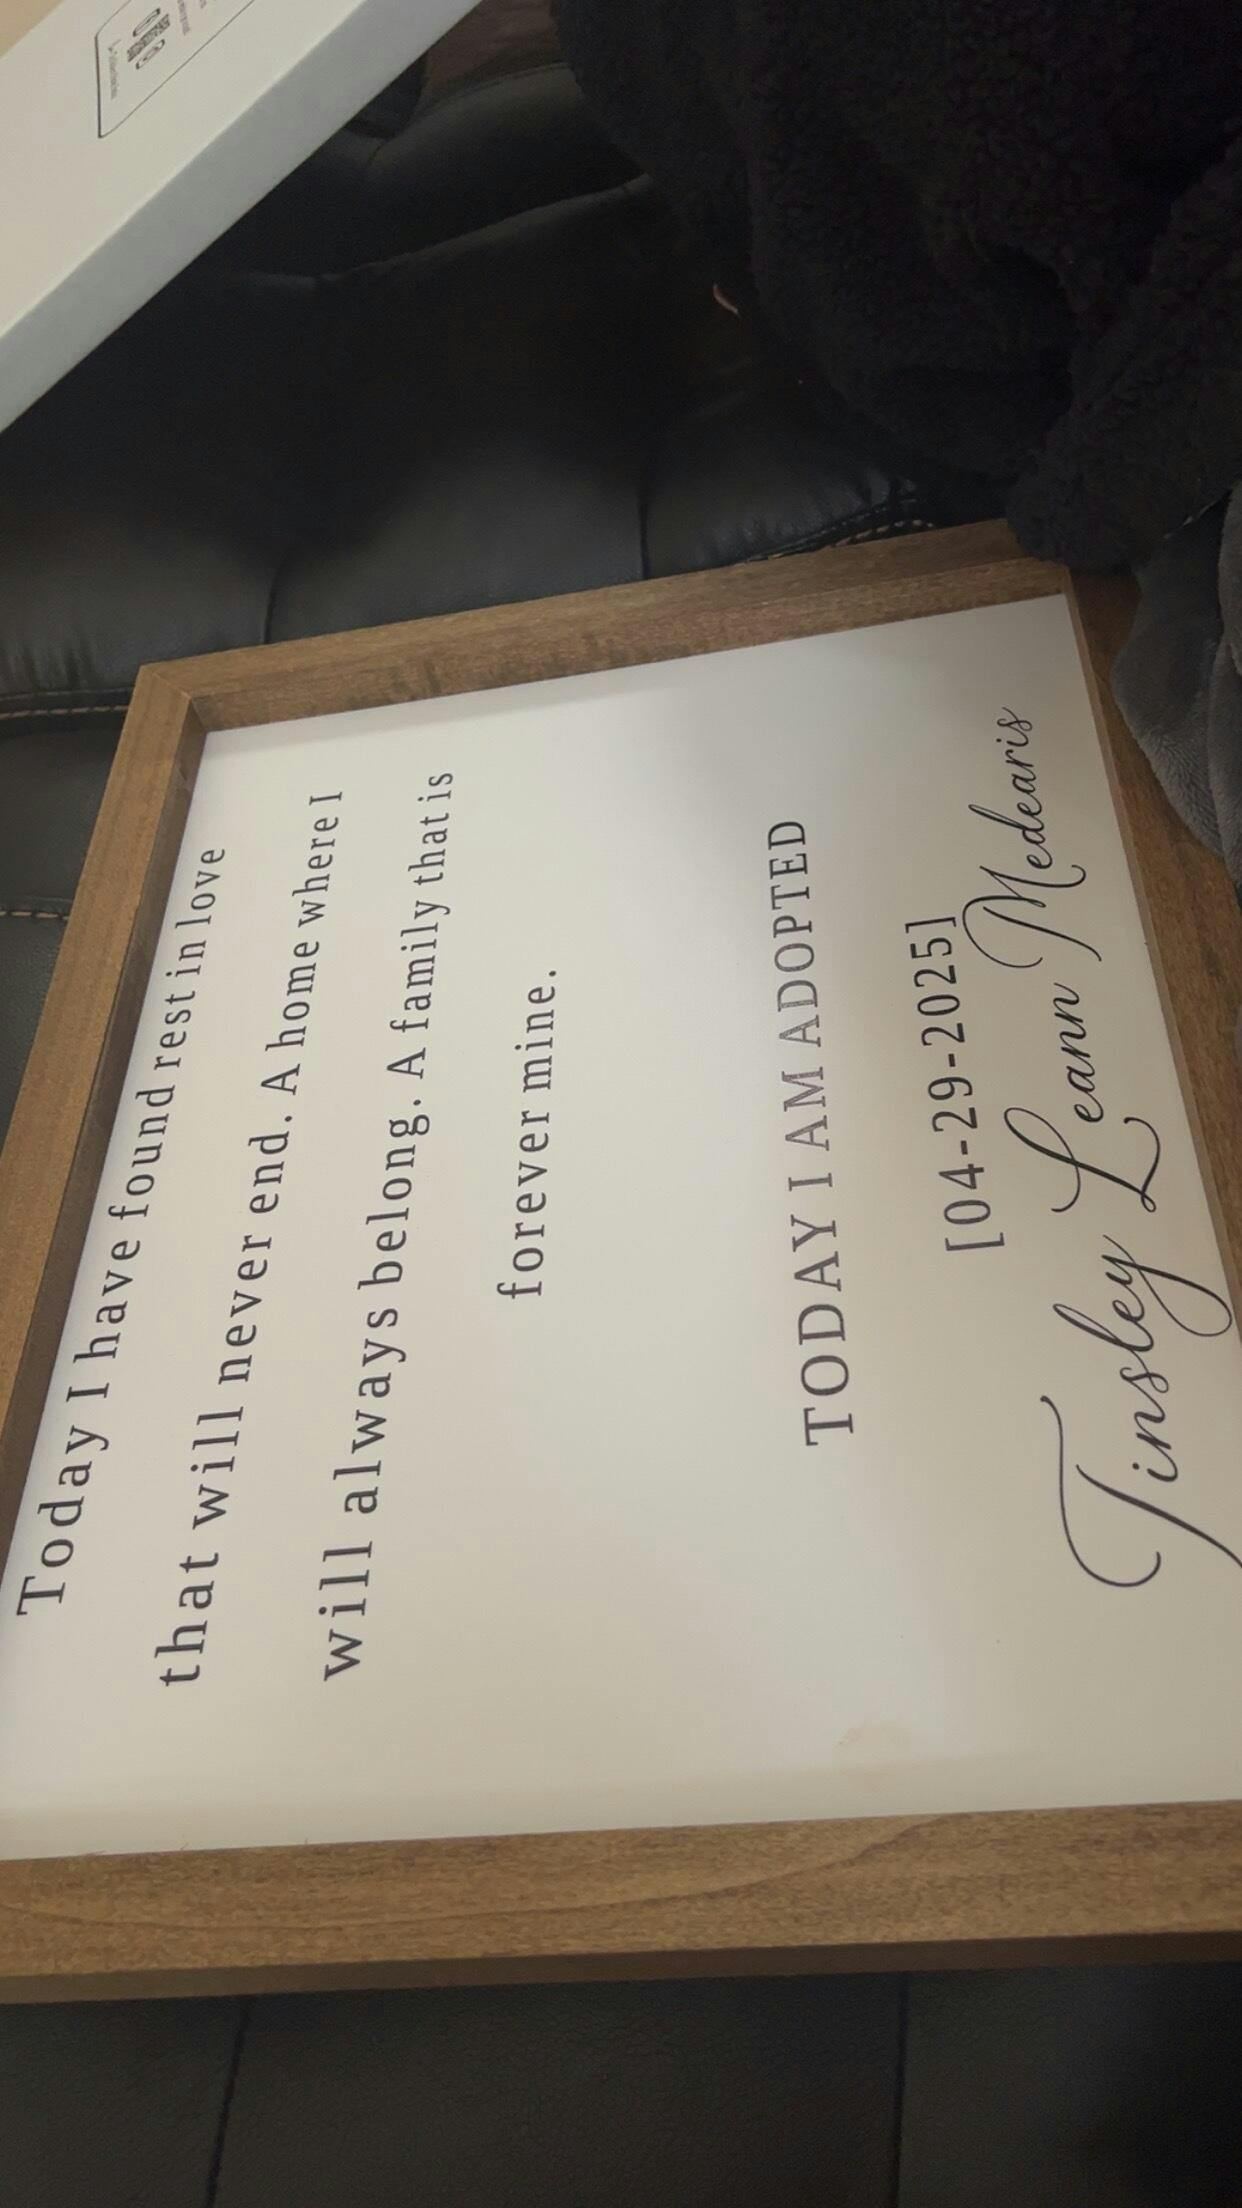 Today I have found rest in love
that will never end. A home where I
will always belong. A family that is
forever mine.
TODAY I AM ADOPTED
[04-29-2025]
Tinsley Leann Medearis